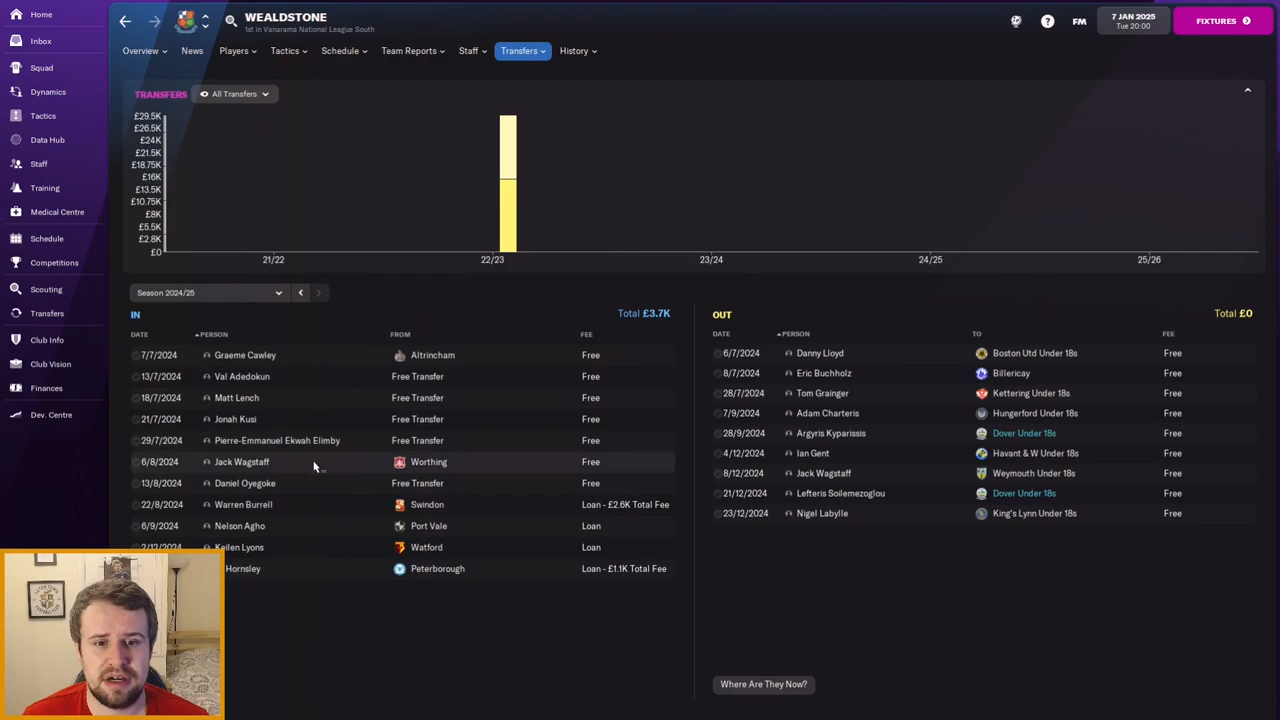 Home
Inbox
Squad
Dynamics
Tactics
Data Hub
Staff
Training
Medical Centre
Schedule
Competitions
Scouting
Transfers
Club Info
Club Vision
Finances
Dev. Centre
WEALDSTONE
1st in Vanarama National League South
? FM 7 JAN 2025
Tue 20:00
FIXTURES
Overview News Players Tactics Schedule Team Reports Staff Transfers History
TRANSFERS All Transfers
£29.5K
£26.5K
£24K
£21.5K
£18.75K
£16K
£13.5K
£10.75K
£8K
£5.5K
£2.8K
£0
21/22 22/23 23/24 24/25 25/26
Season 2024/25
IN Total £3.7K
DATE PERSON FROM FEE
7/7/2024 Graeme Cawley Altrincham Free
13/7/2024 Val Adedokun Free Transfer Free
18/7/2024 Matt Lench Free Transfer Free
21/7/2024 Jonah Kusi Free Transfer Free
29/7/2024 Pierre-Emmanuel Ekwah Elimby Free Transfer Free
6/8/2024 Jack Wagstaff Worthing Free
13/8/2024 Daniel Oyegoke Free Transfer Free
22/8/2024 Warren Burrell Swindon Loan - £2.6K Total Fee
6/9/2024 Nelson Agho Port Vale Loan
2/12/2024 Keilen Lyons Watford Loan
Hornsley Peterborough Loan - £1.1K Total Fee
OUT Total £0
DATE PERSON TO FEE
6/7/2024 Danny Lloyd Boston Utd Under 18s Free
8/7/2024 Eric Buchholz Billericay Free
28/7/2024 Tom Grainger Kettering Under 18s Free
7/9/2024 Adam Charteris Hungerford Under 18s Free
28/9/2024 Argyris Kyparissis Dover Under 18s Free
4/12/2024 Ian Gent Havant & W Under 18s Free
8/12/2024 Jack Wagstaff Weymouth Under 18s Free
21/12/2024 Lefteris Soilemezoglou Dover Under 18s Free
23/12/2024 Nigel Labylle King's Lynn Under 18s Free
Where Are They Now?